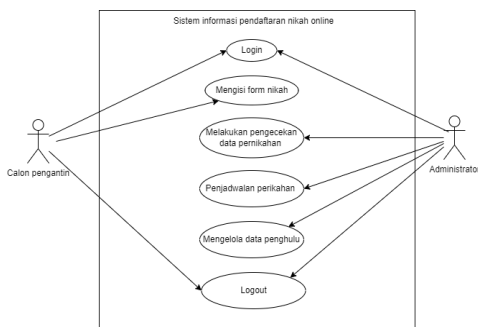 Sistem informasi pendaftaran nikah online
Login
Mengisi form nikah
Melakukan pengecekan
data pernikahan
Calon pengantin
Administrator
Penjadwalan perikahan
Mengelola data penghulu
Logout